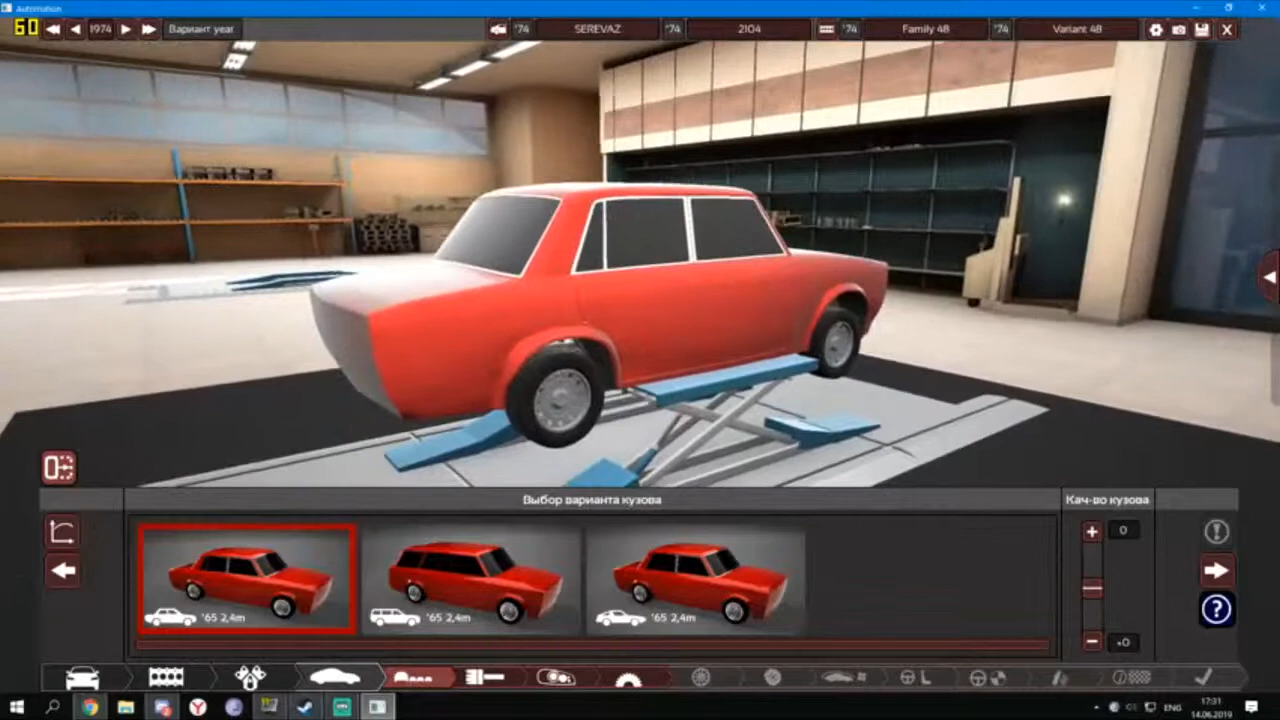 Automation
60 1974 Вариант year '74 SEREVAZ '74 2104 '74 Family 48 '74 Variant 48
Выбор варианта кузова
Кач-во кузова
0
'65 2,4m
'65 2,4m
'65 2,4m
+0
ENG
17:31
14.06.2019